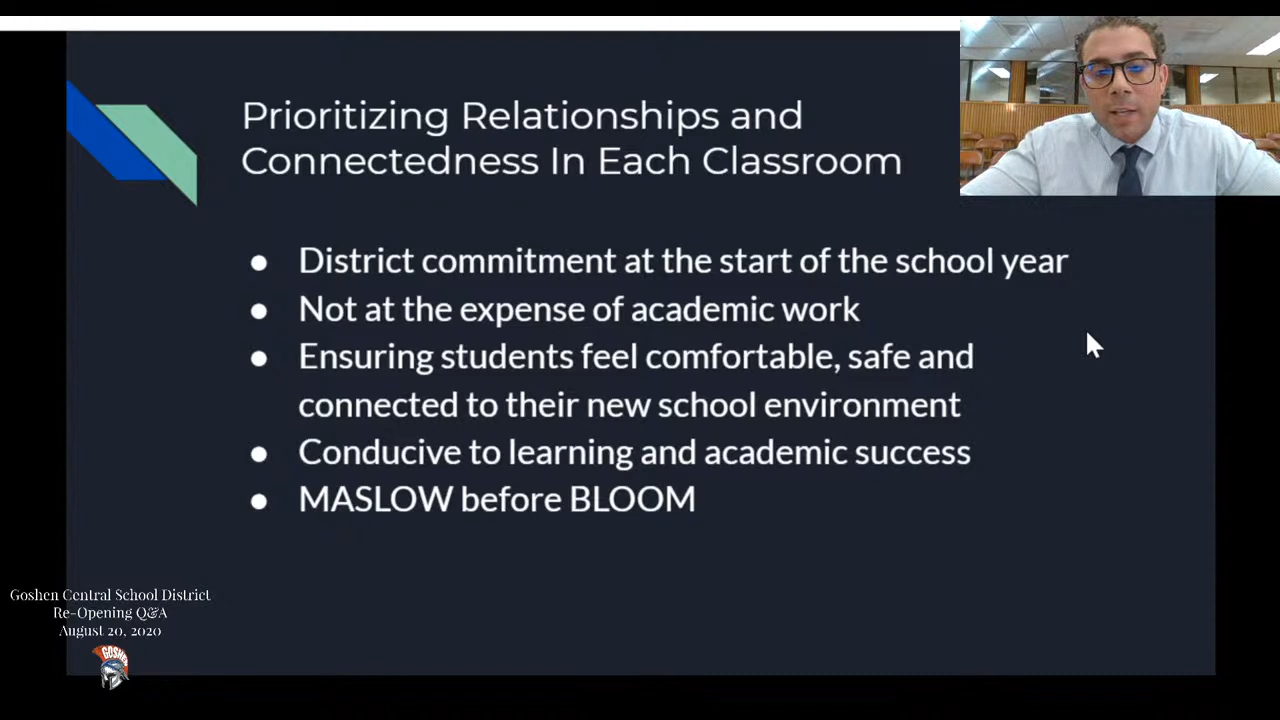 Prioritizing Relationships and
Connectedness In Each Classroom
● District commitment at the start of the school year
● Not at the expense of academic work
● Ensuring students feel comfortable, safe and
connected to their new school environment
● Conducive to learning and academic success
● MASLOW before BLOOM
Goshen Central School District
Re-Opening Q&A
August 20, 2020
GOSHEN